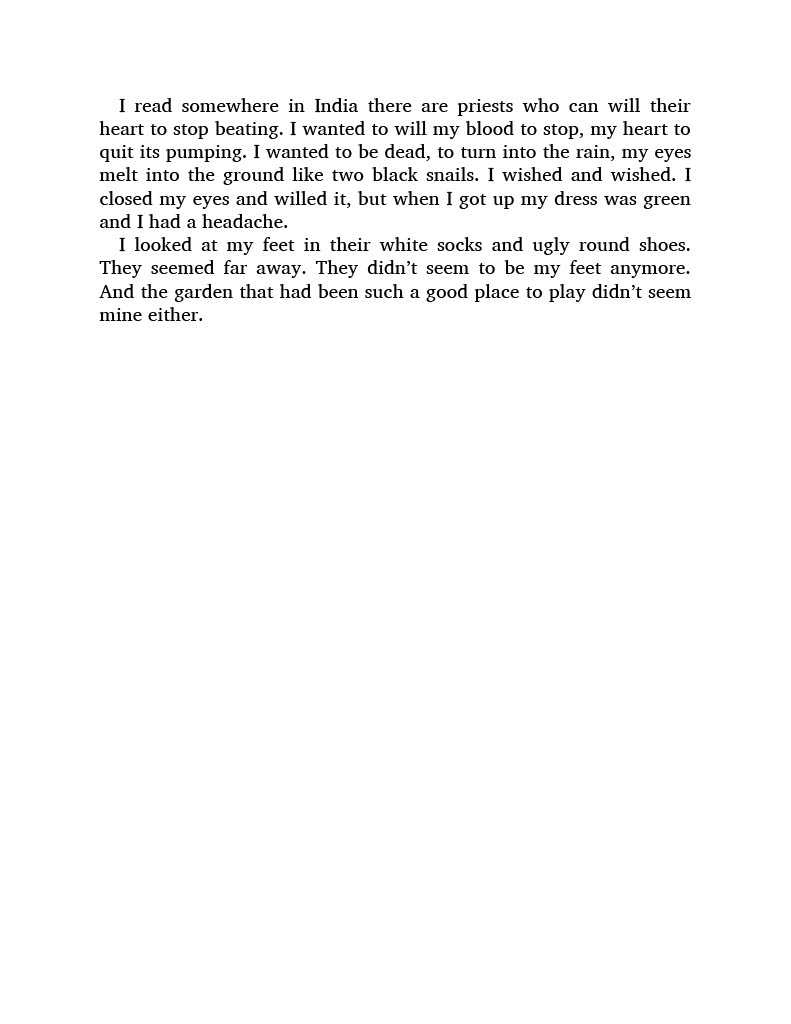 I read somewhere in India there are priests who can will their
heart to stop beating. I wanted to will my blood to stop, my heart to
quit its pumping. I wanted to be dead, to turn into the rain, my eyes
melt into the ground like two black snails. I wished and wished. I
closed my eyes and willed it, but when I got up my dress was green
and I had a headache.
I looked at my feet in their white socks and ugly round shoes.
They seemed far away. They didn’t seem to be my feet anymore.
And the garden that had been such a good place to play didn’t seem
mine either.